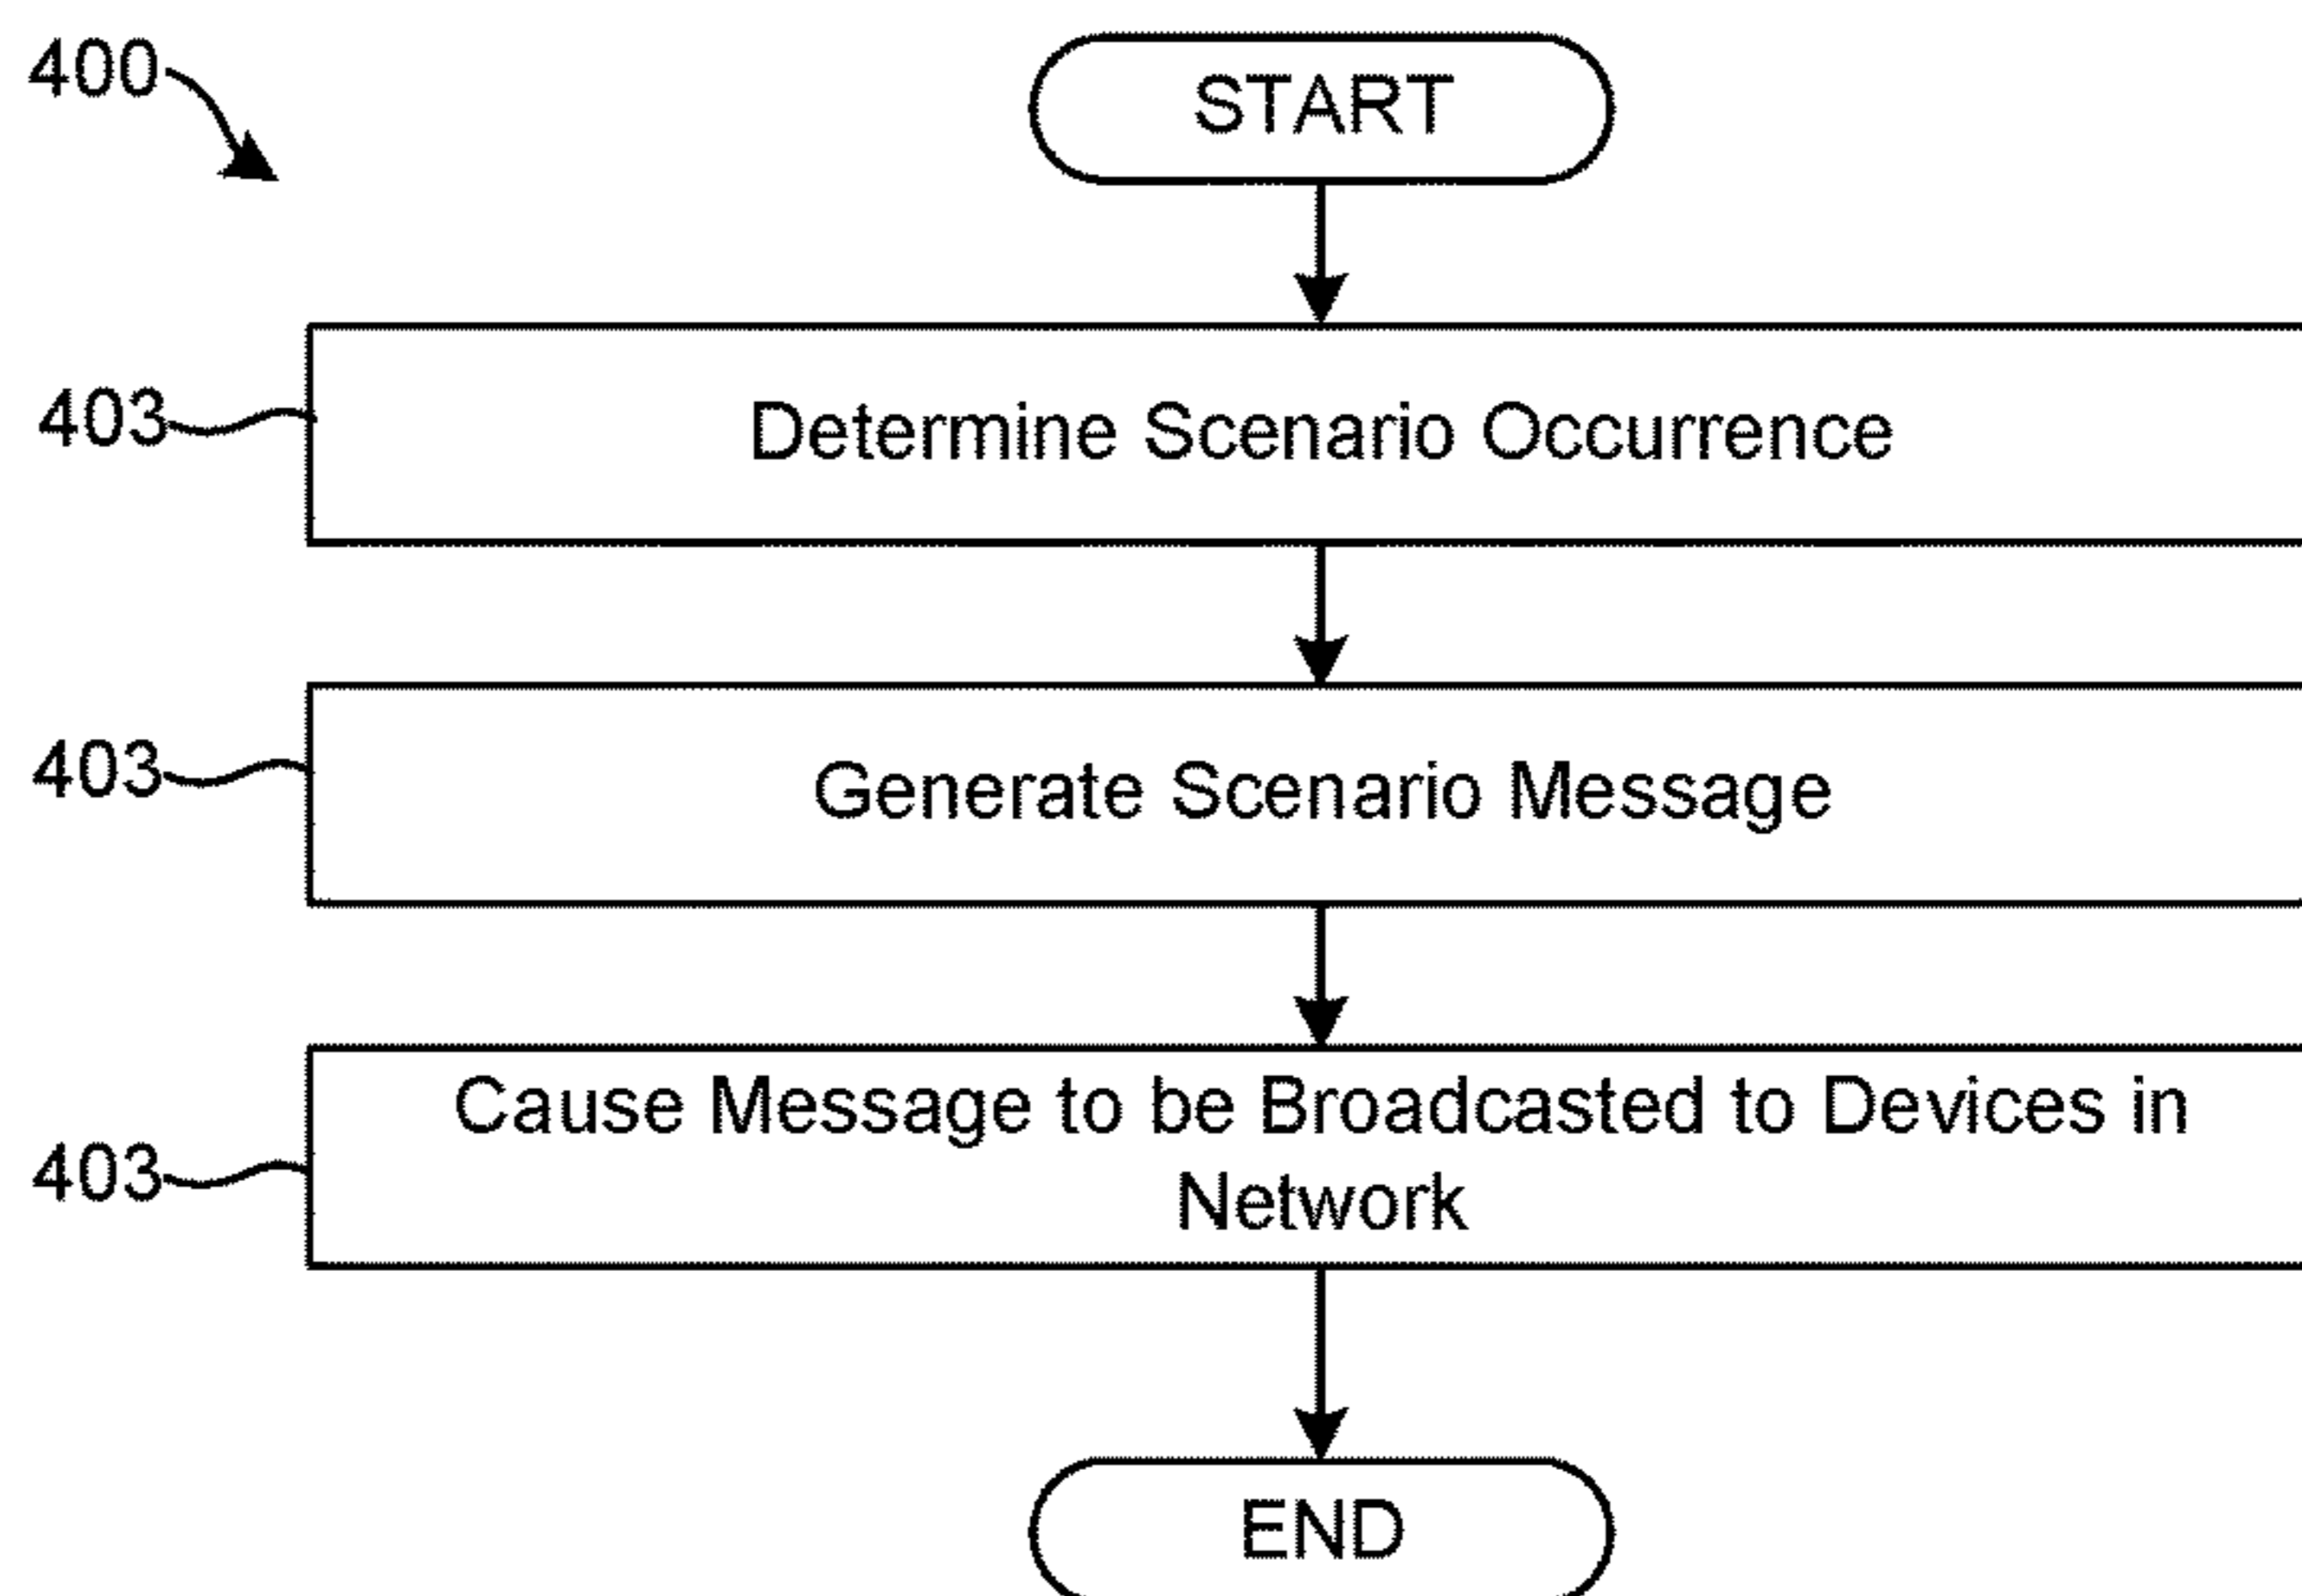 400
START
403
Determine Scenario Occurrence
403
Generate Scenario Message
403
Cause Message to be Broadcasted to Devices in
Network
END